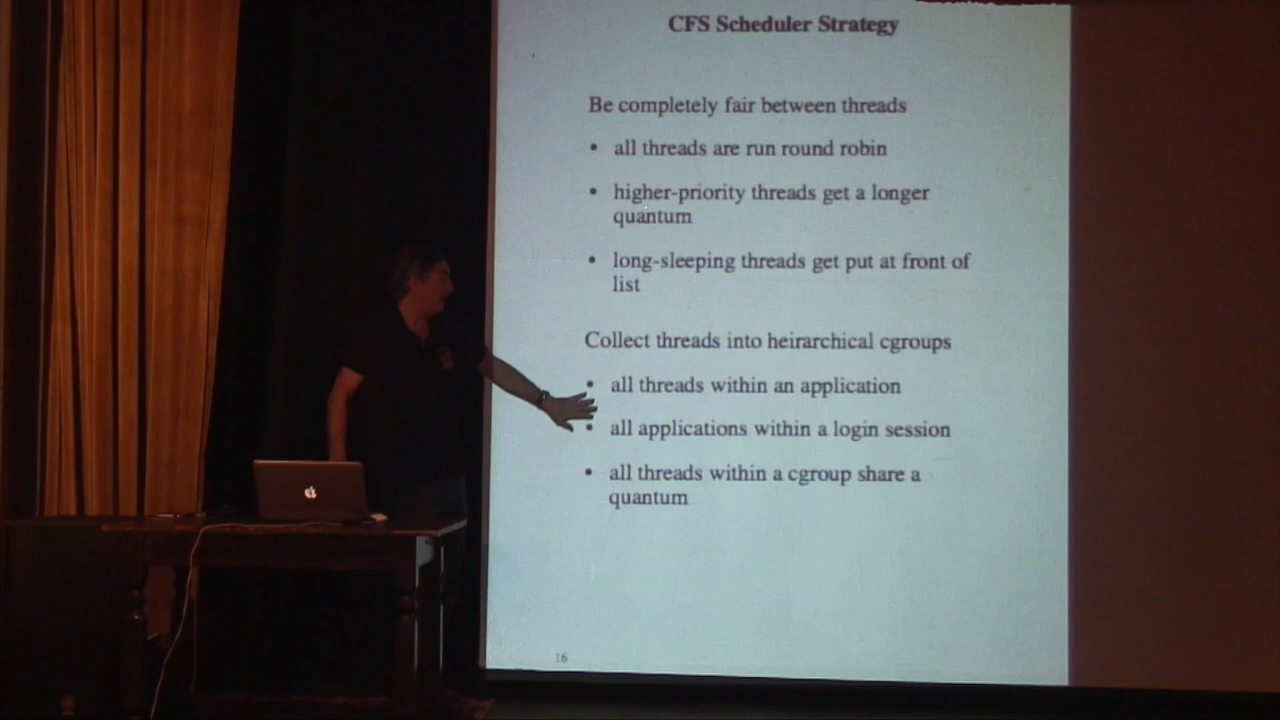 CFS Scheduler Strategy
Be completely fair between threads
• all threads are run round robin
• higher-priority threads get a longer
quantum
• long-sleeping threads get put at front of
list
Collect threads into heirarchical cgroups
• all threads within an application
• all applications within a login session
• all threads within a cgroup share a
quantum
16